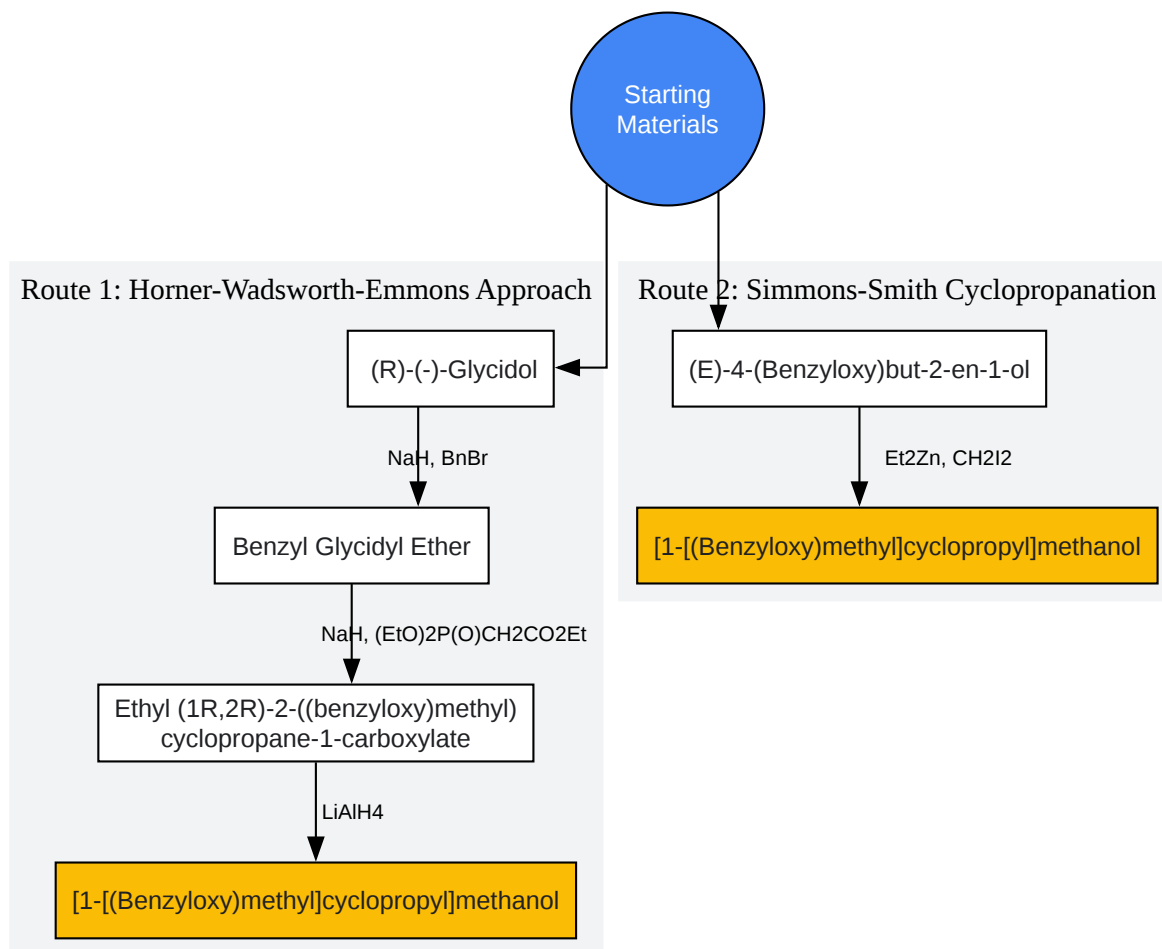 Starting
Materials
Route 1: Horner-Wadsworth-Emmons Approach
(R)-(-)-Glycidol
NaH, BnBr
Benzyl Glycidyl Ether
NaH, (EtO)2P(O)CH2CO2Et
Ethyl (1R,2R)-2-((benzyloxy)methyl)
cyclopropane-1-carboxylate
LiAlH4
[1-[(Benzyloxy)methyl]cyclopropyl]methanol
Route 2: Simmons-Smith Cyclopropanation
(E)-4-(Benzyloxy)but-2-en-1-ol
Et2Zn, CH2I2
[1-[(Benzyloxy)methyl]cyclopropyl]methanol